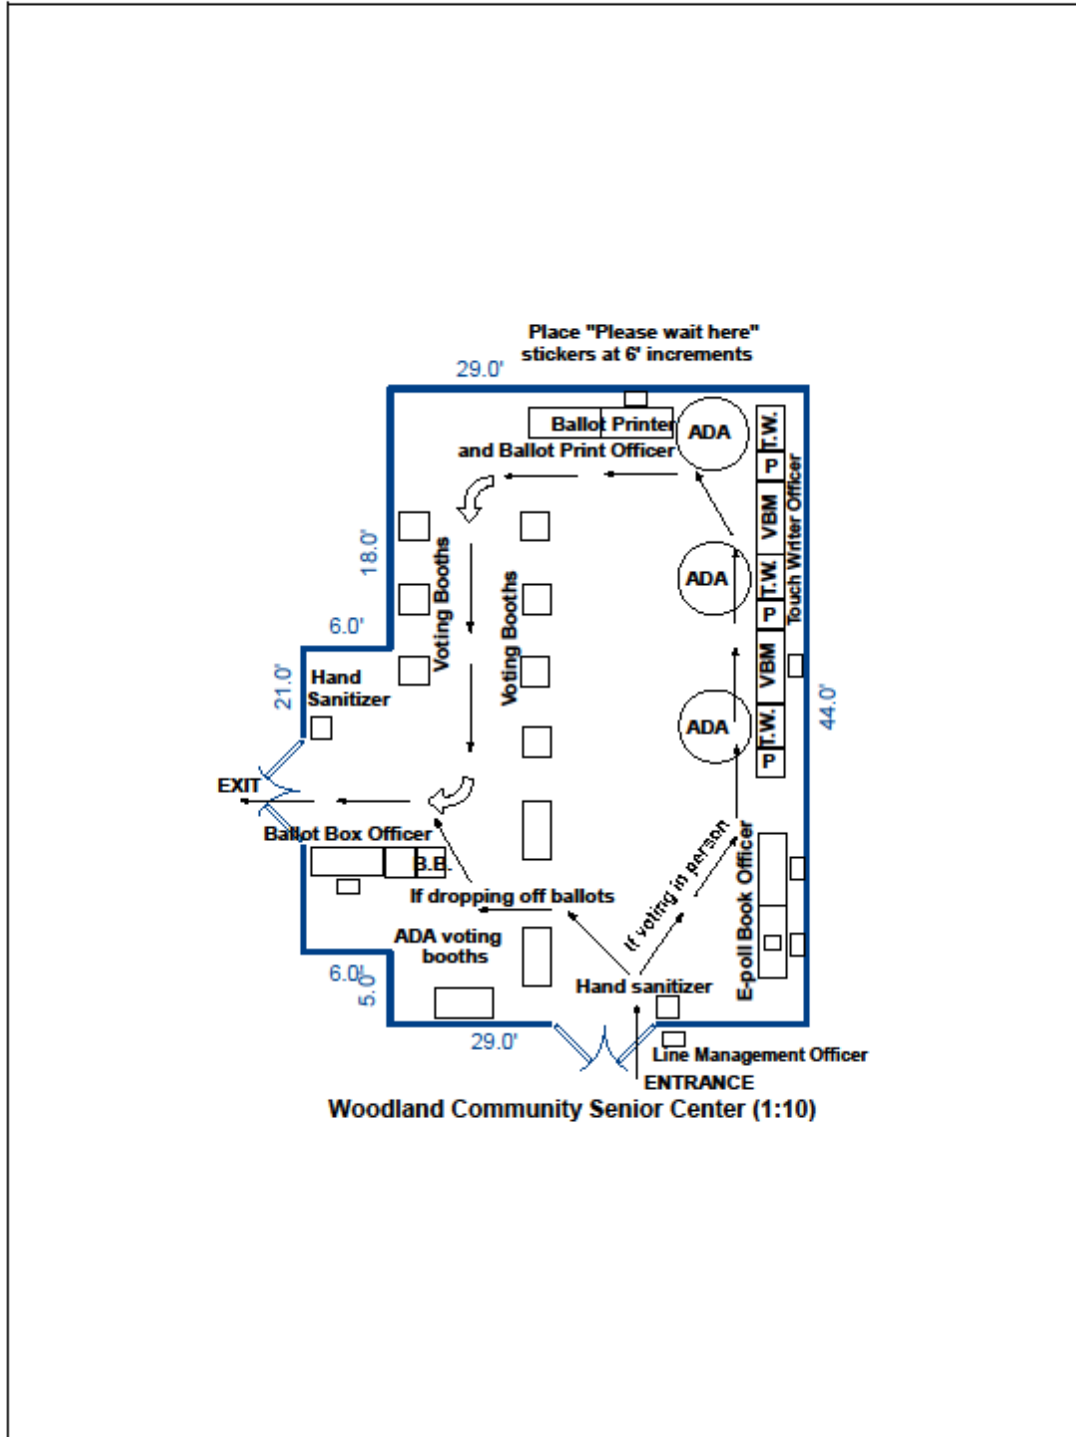 Place "Please wait here"
stickers at 6' increments
29.0'
Ballot Printer
and Ballot Print Officer
ADA
T.W.
P
VBM
Touch Writer Officer
ADA
T.W.
P
VBM
ADA
T.W.
P
18.0'
Voting Booths
Voting Booths
6.0'
21.0'
Hand
Sanitizer
44.0'
EXIT
Ballot Box Officer
B.B.
If dropping off ballots
If voting in person
E-poll Book Officer
ADA voting
booths
6.0'
5.0'
Hand sanitizer
29.0'
Line Management Officer
ENTRANCE
Woodland Community Senior Center (1:10)